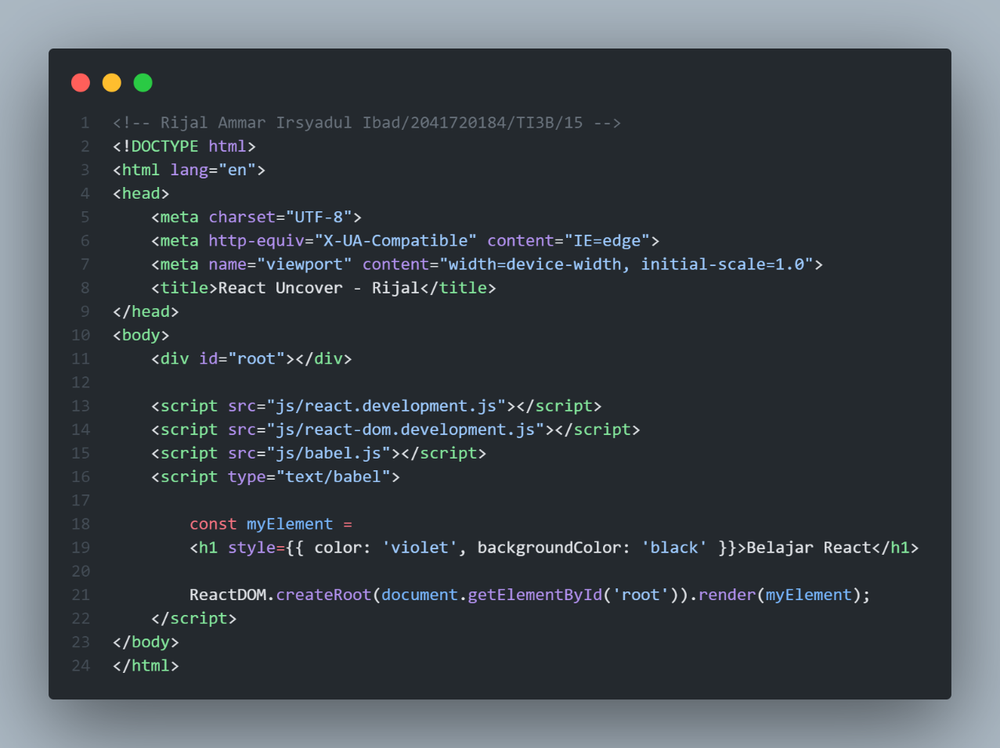 1 <!-- Rijal Ammar Irsyadul Ibad/2041720184/TI3B/15 -->
2 <!DOCTYPE html>
3 <html lang="en">
4 <head>
5     <meta charset="UTF-8">
6     <meta http-equiv="X-UA-Compatible" content="IE=edge">
7     <meta name="viewport" content="width=device-width, initial-scale=1.0">
8     <title>React Uncover - Rijal</title>
9 </head>
10 <body>
11     <div id="root"></div>
12
13     <script src="js/react.development.js"></script>
14     <script src="js/react-dom.development.js"></script>
15     <script src="js/babel.js"></script>
16     <script type="text/babel">
17
18         const myElement =
19         <h1 style={{ color: 'violet', backgroundColor: 'black' }}>Belajar React</h1>
20
21         ReactDOM.createRoot(document.getElementById('root')).render(myElement);
22     </script>
23 </body>
24 </html>